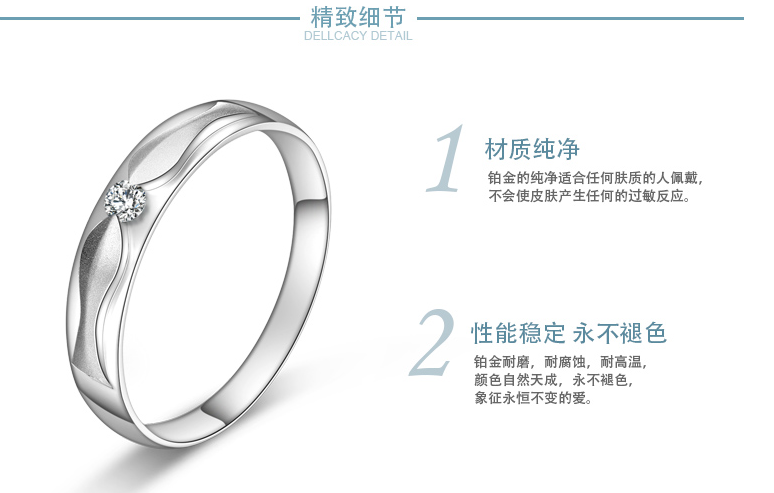 精致细节
DELLCACY DETAIL
1
材质纯净
铂金的纯净适合任何肤质的人佩戴，
不会使皮肤产生任何的过敏反应。
2
性能稳定 永不褪色
铂金耐磨，耐腐蚀，耐高温，
颜色自然天成，永不褪色，
象征永恒不变的爱。